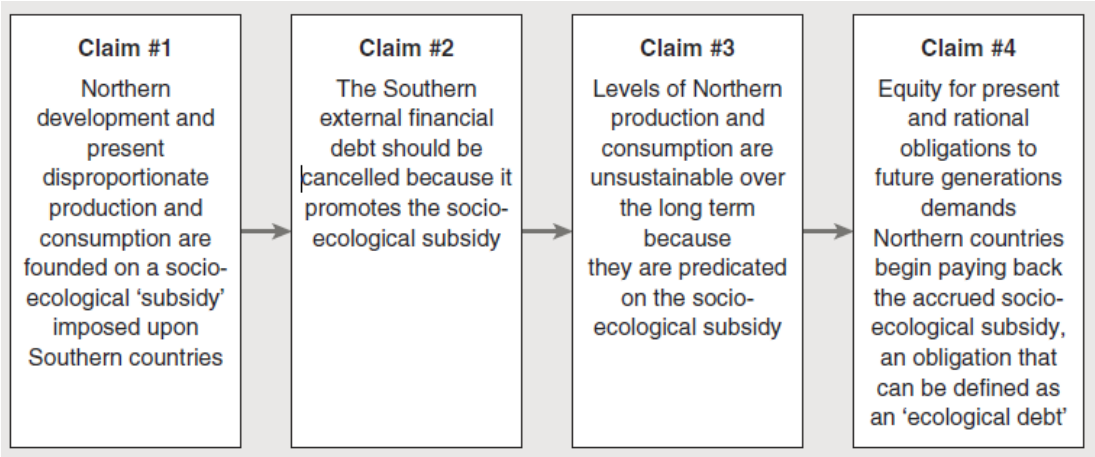 Claim #1
Northern
development and
present
disproportionate
production and
consumption are
founded on a socio-
ecological ‘subsidy’
imposed upon
Southern countries
Claim #2
The Southern
external financial
debt should be
cancelled because it
promotes the socio-
ecological subsidy
Claim #3
Levels of Northern
production and
consumption are
unsustainable over
the long term
because
they are predicated
on the socio-
ecological subsidy
Claim #4
Equity for present
and rational
obligations to
future generations
demands
Northern countries
begin paying back
the accrued socio-
ecological subsidy,
an obligation that
can be defined as
an ‘ecological debt’